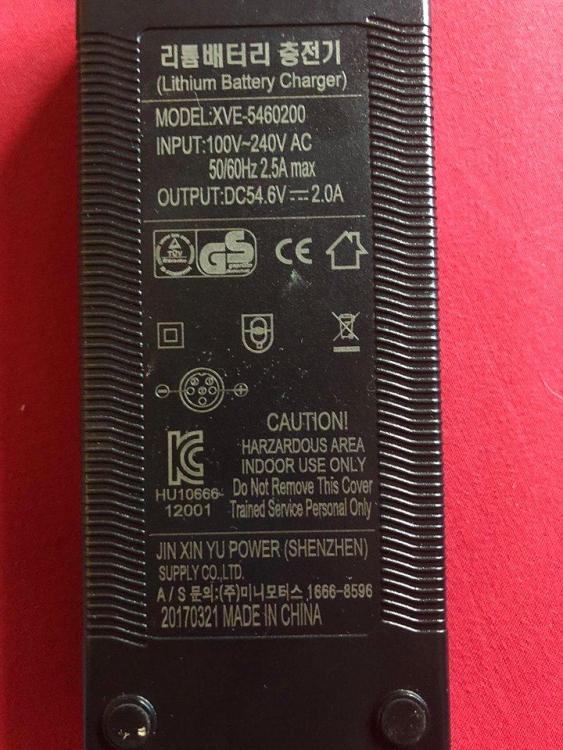 리튬배터리 충전기
(Lithium Battery Charger)
MODEL:XVE-5460200
INPUT:100V~240V AC
50/60Hz 2.5A max
OUTPUT:DC54.6V⎓2.0A
TÜV
GS
geprüfte
CE
KC
HU10666-
12001
CAUTION!
HARZARDOUS AREA
INDOOR USE ONLY
Do Not Remove This Cover
Trained Service Personal Only
JIN XIN YU POWER (SHENZHEN)
SUPPLY CO.,LTD.
A/S 문의:(주)미니모터스 1666-8596
20170321 MADE IN CHINA